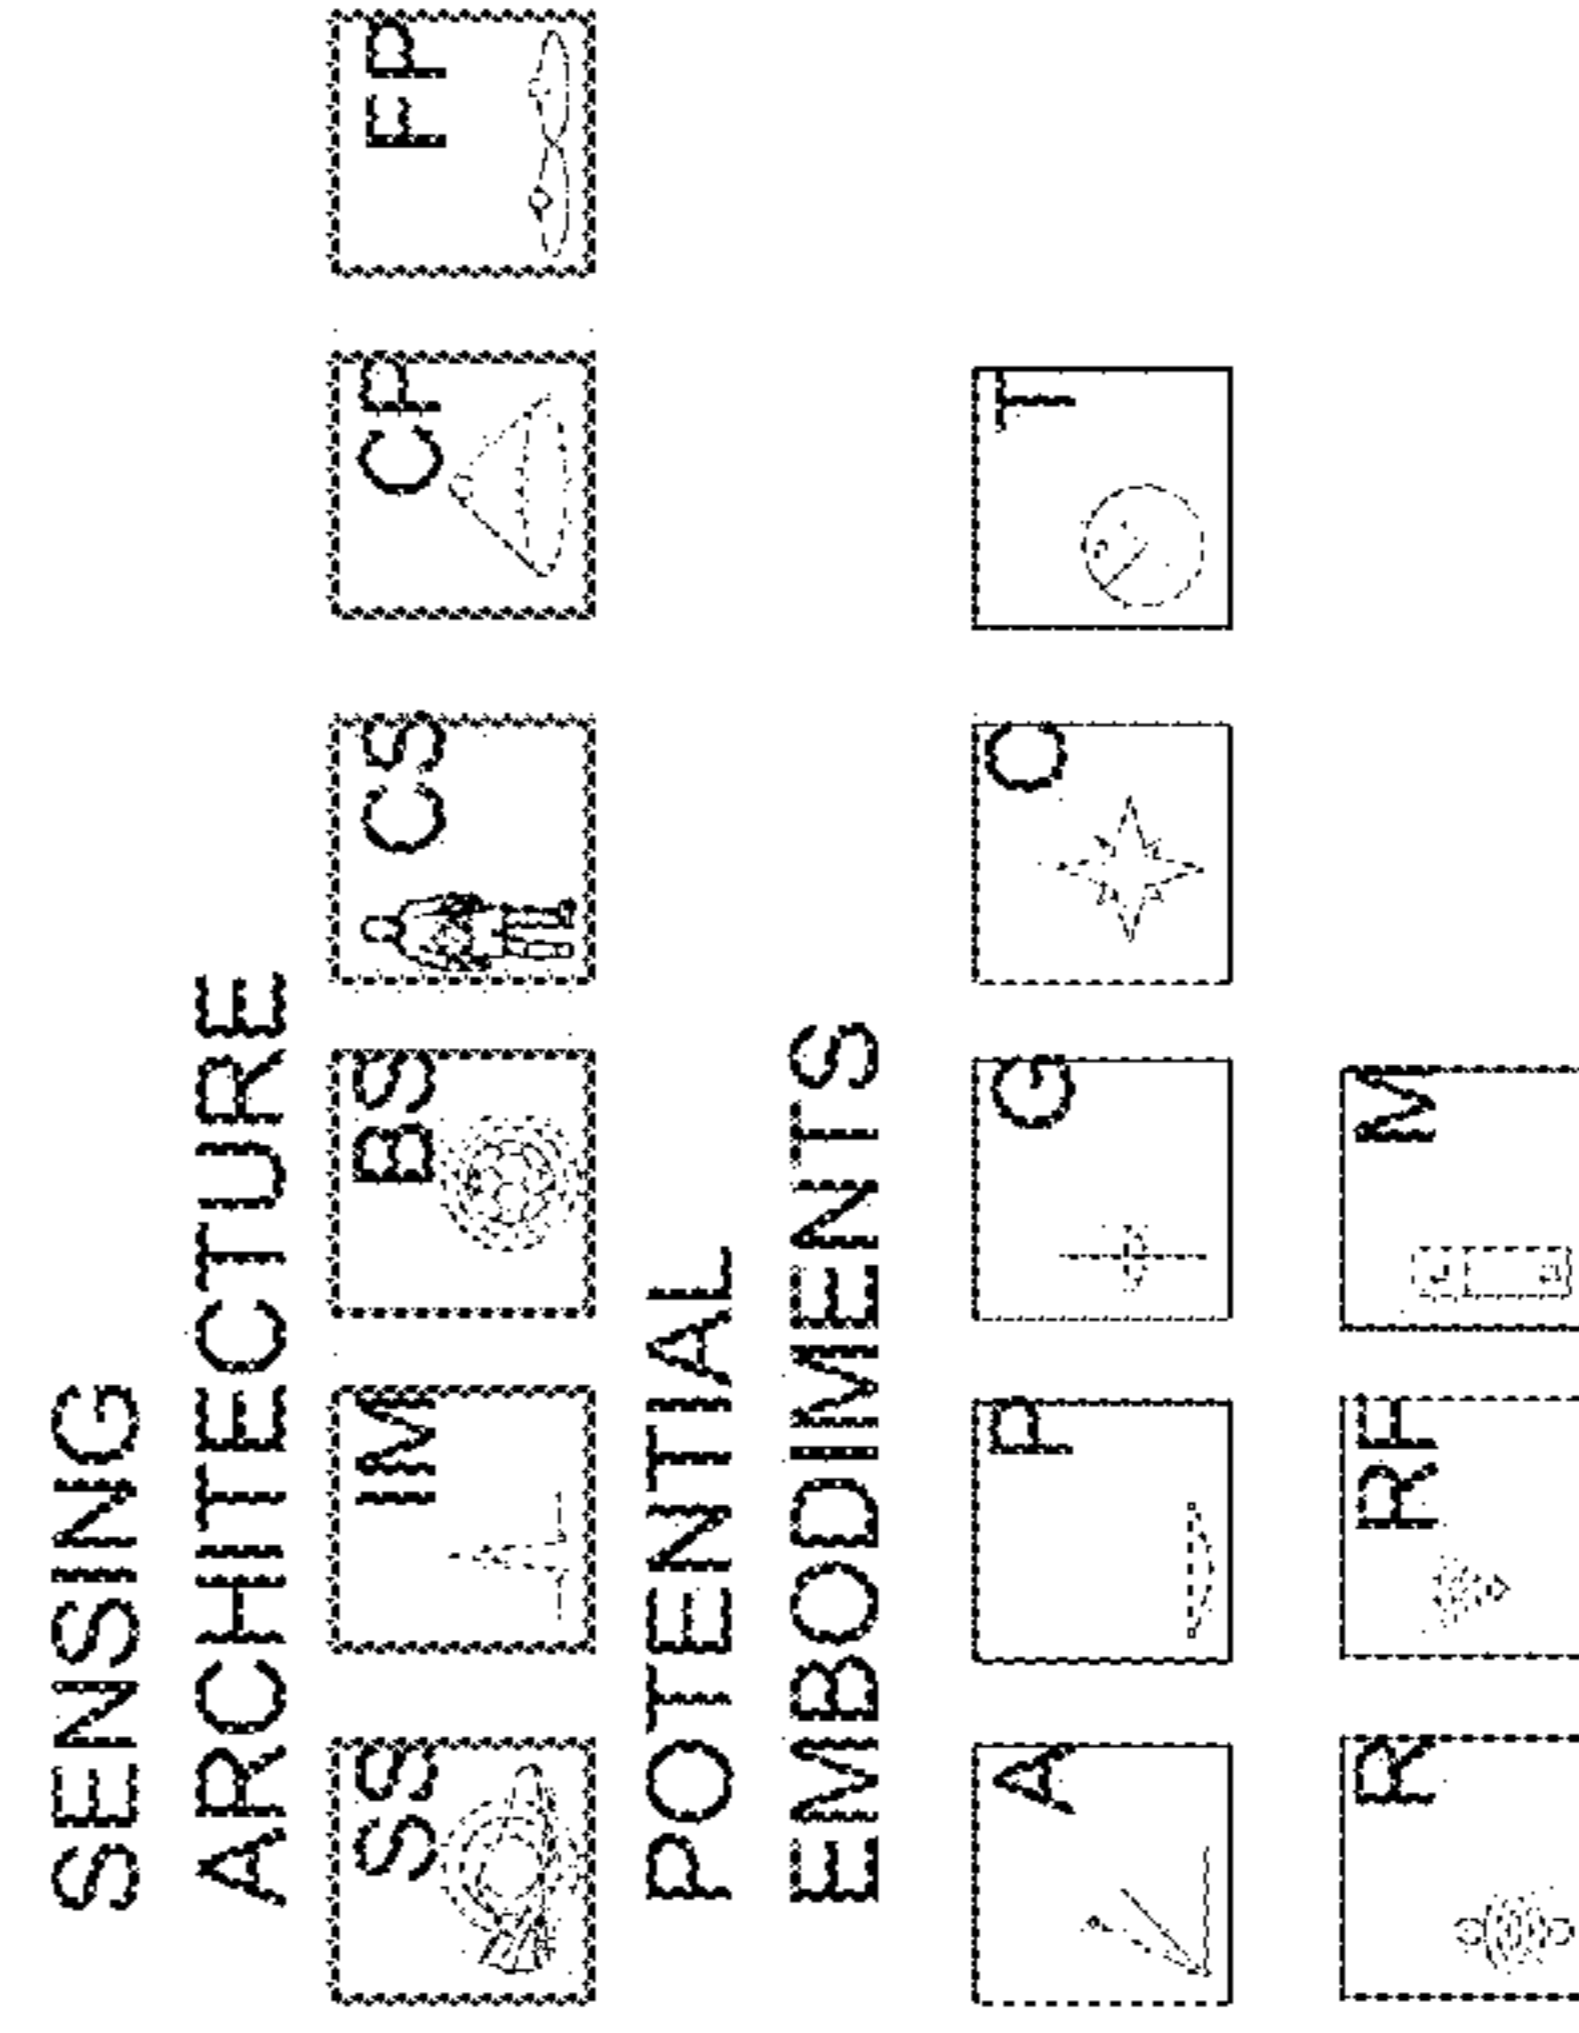 SENSING
ARCHITECTURE
SS IM BS CS CP FP
POTENTIAL
EMBODIMENTS
A P G O T
R RF M